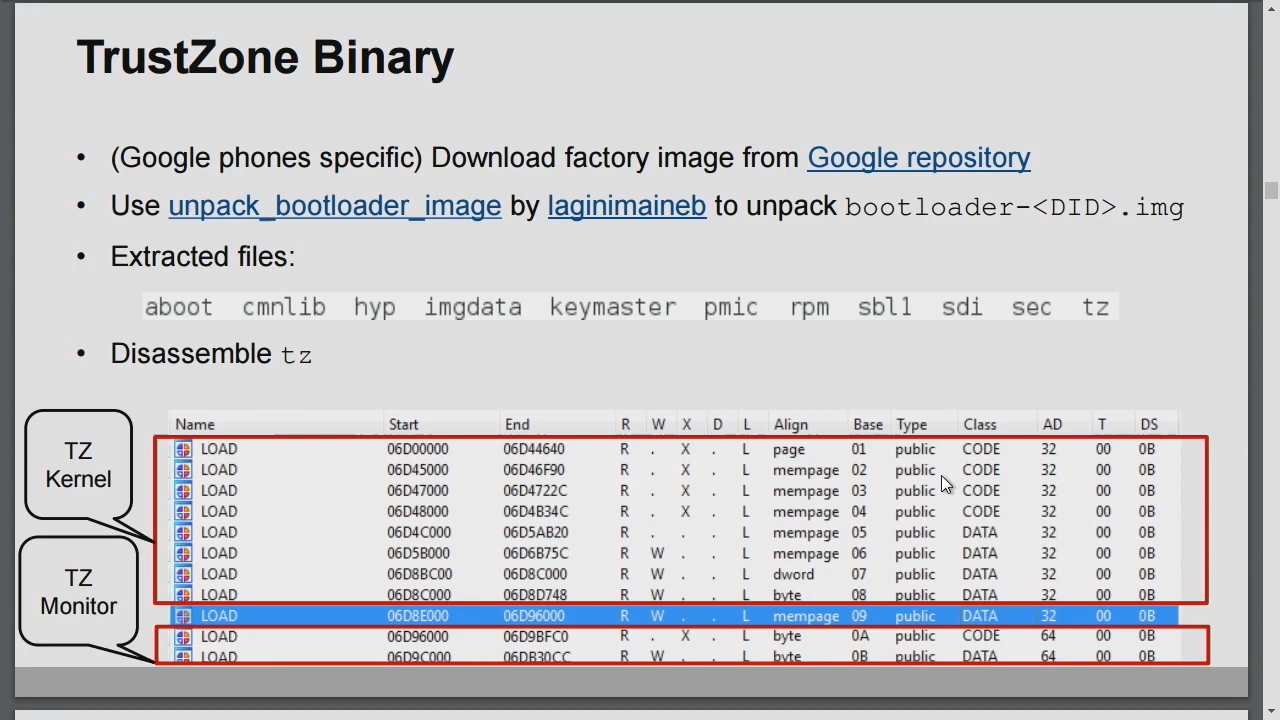 TrustZone Binary
• (Google phones specific) Download factory image from Google repository
• Use unpack_bootloader_image by laginimaineb to unpack bootloader-<DID>.img
• Extracted files:
aboot cmnlib hyp imgdata keymaster pmic rpm sbl1 sdi sec tz
• Disassemble tz
TZ
Kernel
TZ
Monitor
Name Start End R W X D L Align Base Type Class AD T DS
LOAD 06D00000 06D44640 R . X . L page 01 public CODE 32 00 0B
LOAD 06D45000 06D46F90 R . X . L mempage 02 public CODE 32 00 0B
LOAD 06D47000 06D4722C R . X . L mempage 03 public CODE 32 00 0B
LOAD 06D48000 06D4B34C R . X . L mempage 04 public CODE 32 00 0B
LOAD 06D4C000 06D5AB20 R . . . L mempage 05 public DATA 32 00 0B
LOAD 06D5B000 06D6B75C R W . . L mempage 06 public DATA 32 00 0B
LOAD 06D8BC00 06D8C000 R W . . L dword 07 public DATA 32 00 0B
LOAD 06D8C000 06D8D748 R W . . L byte 08 public DATA 32 00 0B
LOAD 06D8E000 06D96000 R W . . L mempage 09 public DATA 32 00 0B
LOAD 06D96000 06D9BFC0 R . X . L byte 0A public CODE 64 00 0B
LOAD 06D9C000 06DB30CC R W . . L byte 0B public DATA 64 00 0B